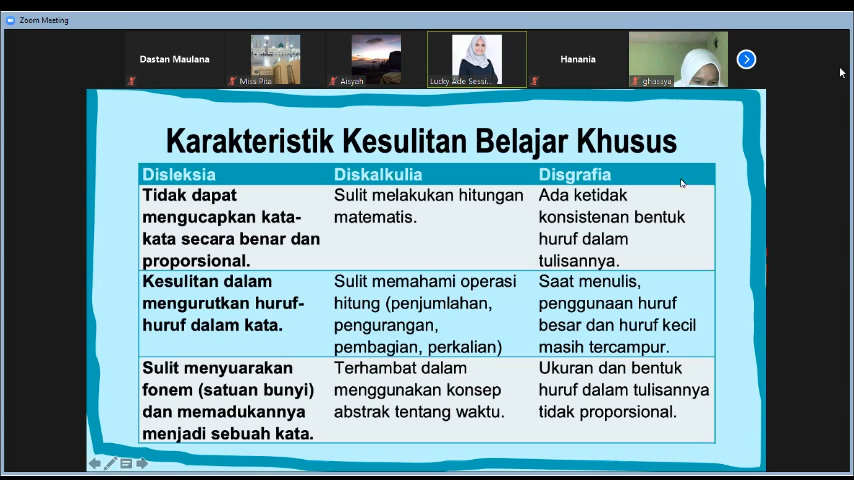 Zoom Meeting
Dastan Maulana
Miss Pita
Aisyah
Lucky Ade Sessi...
Hanania
ghassya
Karakteristik Kesulitan Belajar Khusus
Disleksia
Diskalkulia
Disgrafia
Tidak dapat
mengucapkan kata-
kata secara benar dan
proporsional.
Sulit melakukan hitungan
matematis.
Ada ketidak
konsistenan bentuk
huruf dalam
tulisannya.
Kesulitan dalam
mengurutkan huruf-
huruf dalam kata.
Sulit memahami operasi
hitung (penjumlahan,
pengurangan,
pembagian, perkalian)
Saat menulis,
penggunaan huruf
besar dan huruf kecil
masih tercampur.
Sulit menyuarakan
fonem (satuan bunyi)
dan memadukannya
menjadi sebuah kata.
Terhambat dalam
menggunakan konsep
abstrak tentang waktu.
Ukuran dan bentuk
huruf dalam tulisannya
tidak proporsional.